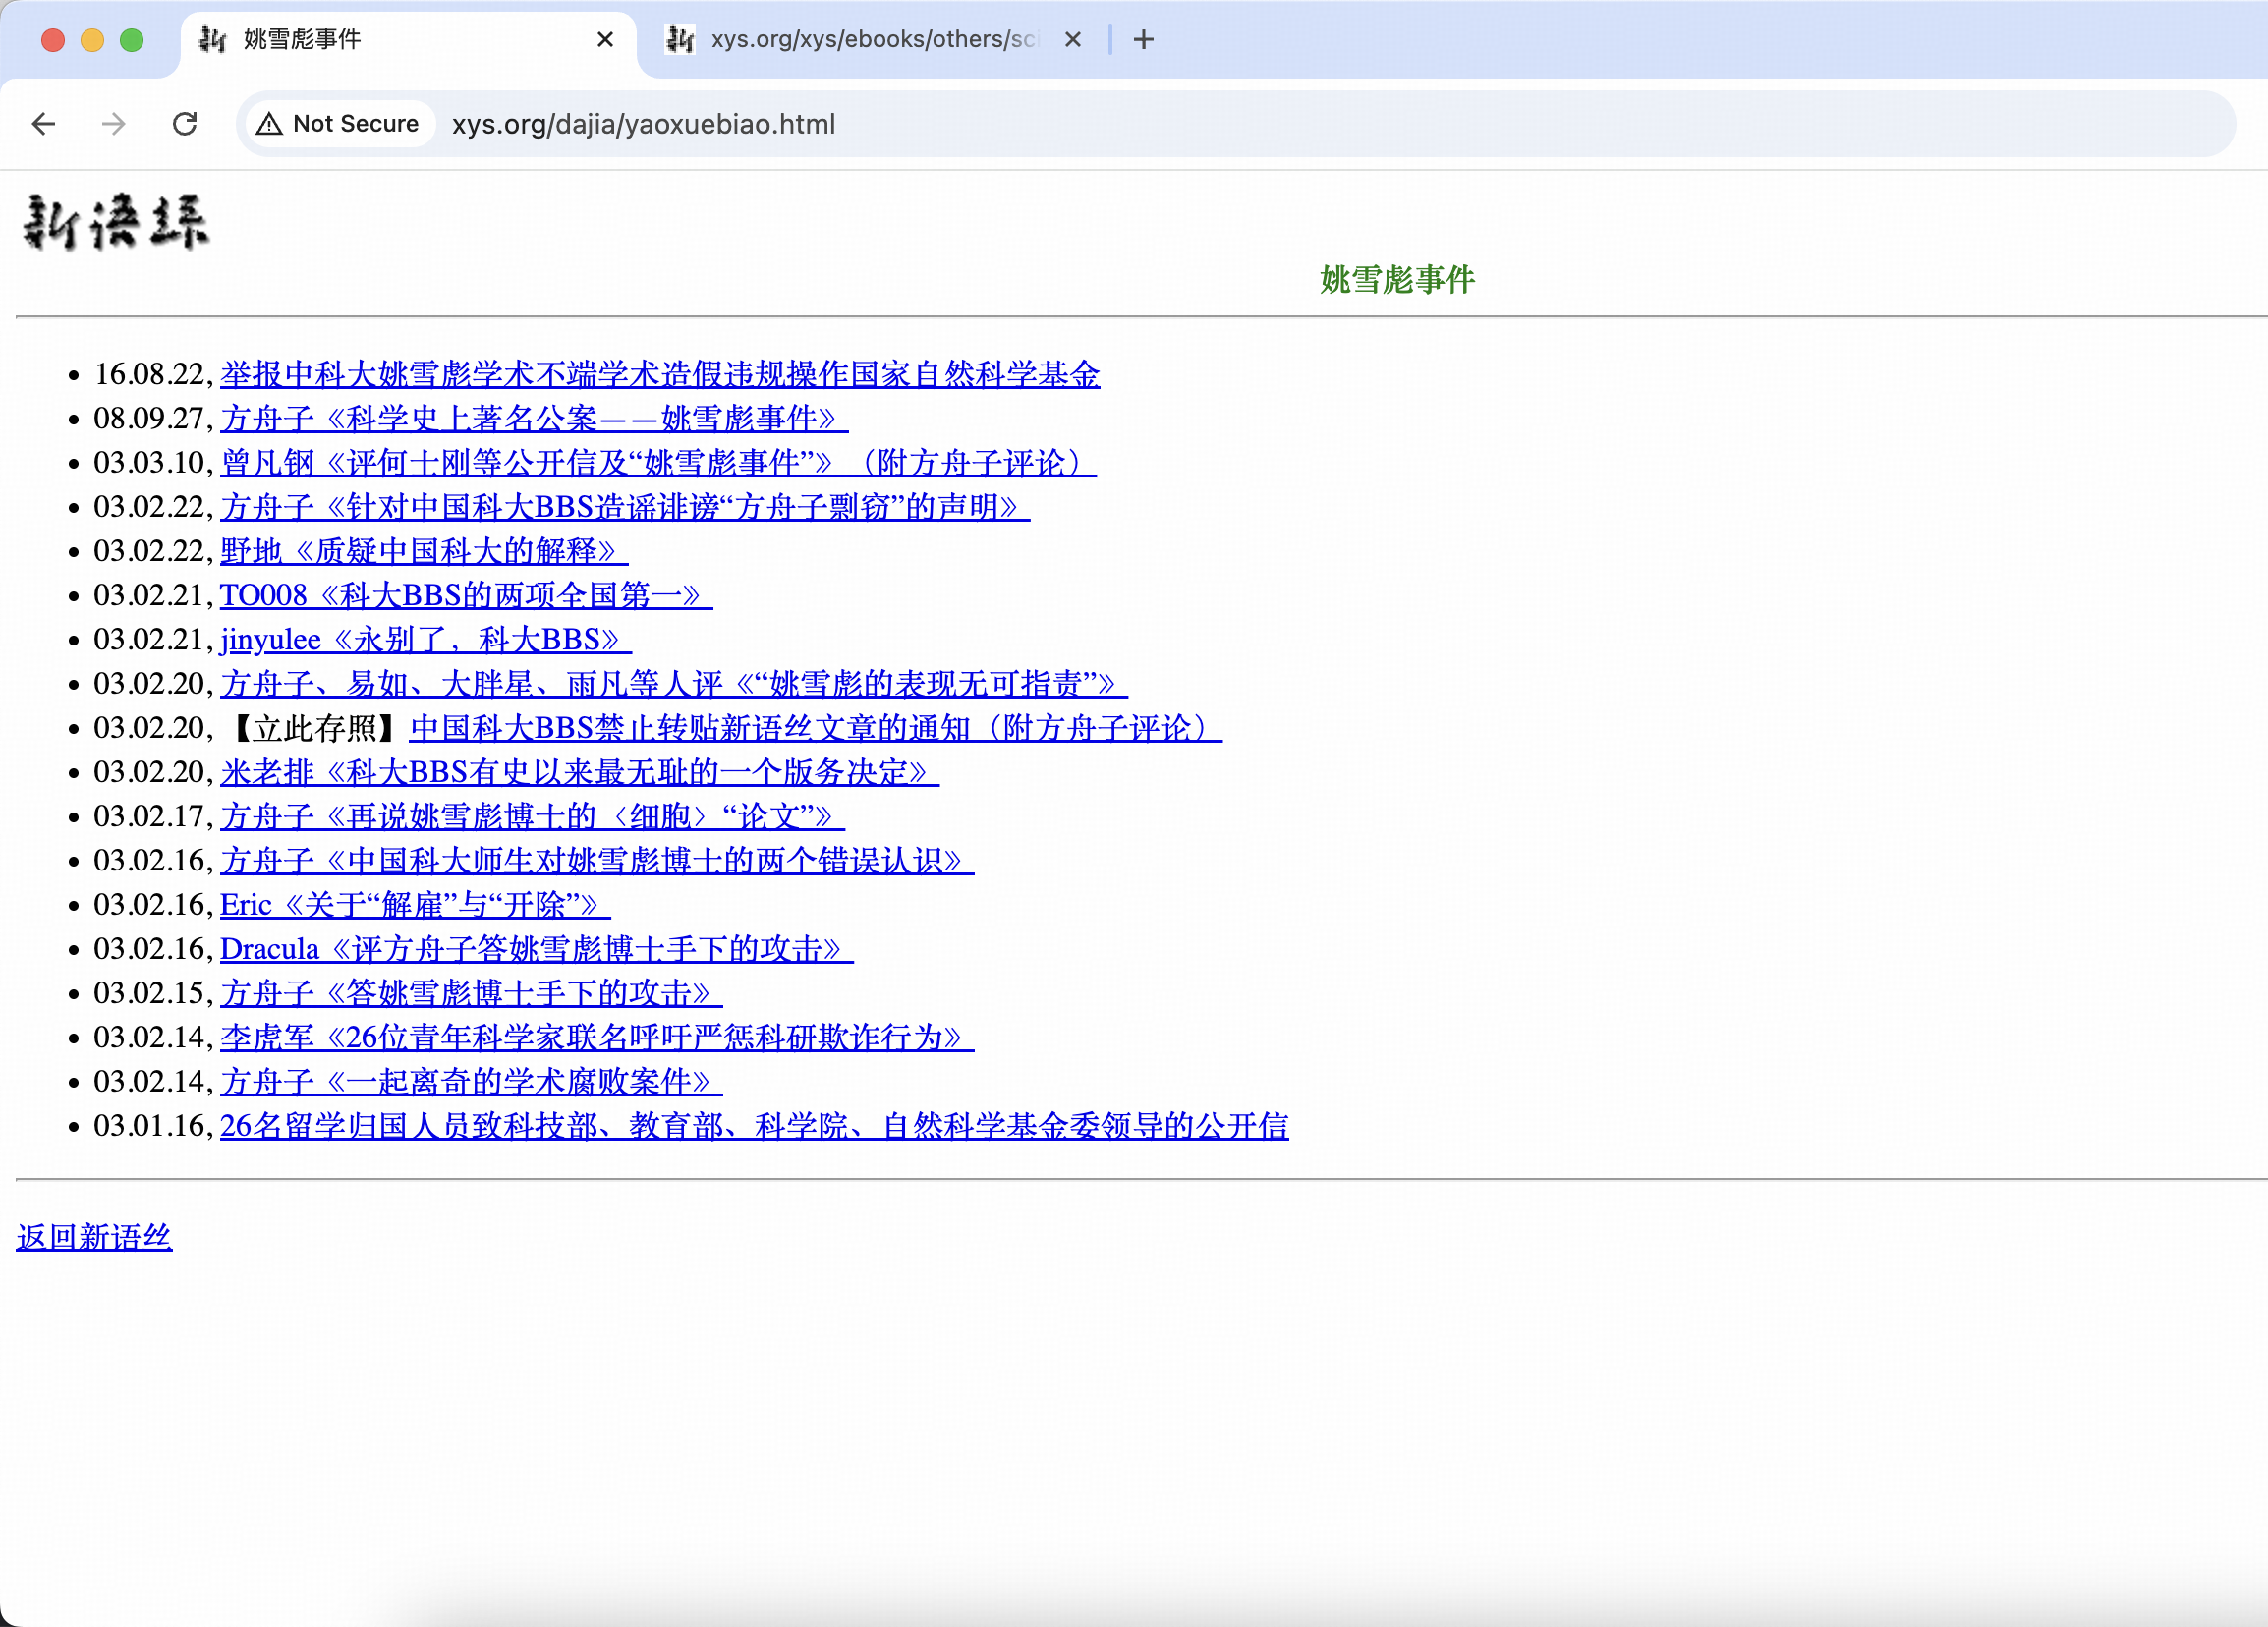 姚雪彪事件
xys.org/xys/ebooks/others/sc
Not Secure
xys.org/dajia/yaoxuebiao.html
新语丝
姚雪彪事件
16.08.22, 举报中科大姚雪彪学术不端学术造假违规操作国家自然科学基金
08.09.27, 方舟子《科学史上著名公案——姚雪彪事件》
03.03.10, 曾凡钢《评何士刚等公开信及“姚雪彪事件”》（附方舟子评论）
03.02.22, 方舟子《针对中国科大BBS造谣诽谤“方舟子剽窃”的声明》
03.02.22, 野地《质疑中国科大的解释》
03.02.21, TO008《科大BBS的两项全国第一》
03.02.21, jinyulee《永别了，科大BBS》
03.02.20, 方舟子、易如、大胖星、雨凡等人评《“姚雪彪的表现无可指责”》
03.02.20, 【立此存照】中国科大BBS禁止转贴新语丝文章的通知（附方舟子评论）
03.02.20, 米老排《科大BBS有史以来最无耻的一个版务决定》
03.02.17, 方舟子《再说姚雪彪博士的〈细胞〉“论文”》
03.02.16, 方舟子《中国科大师生对姚雪彪博士的两个错误认识》
03.02.16, Eric《关于“解雇”与“开除”》
03.02.16, Dracula《评方舟子答姚雪彪博士手下的攻击》
03.02.15, 方舟子《答姚雪彪博士手下的攻击》
03.02.14, 李虎军《26位青年科学家联名呼吁严惩科研欺诈行为》
03.02.14, 方舟子《一起离奇的学术腐败案件》
03.01.16, 26名留学归国人员致科技部、教育部、科学院、自然科学基金委领导的公开信
返回新语丝